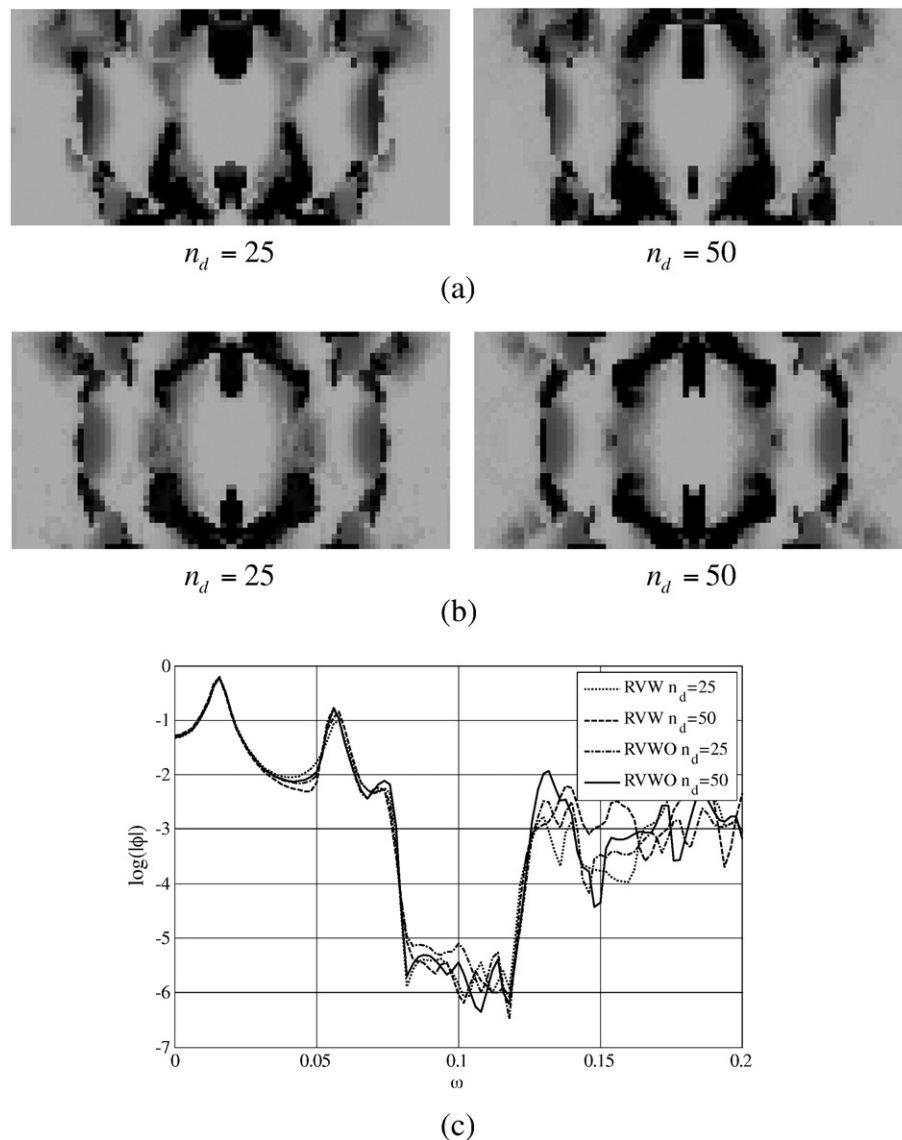 n_d = 25
n_d = 50
(a)
n_d = 25
n_d = 50
(b)
0
-1
-2
-3
-4
-5
-6
-7
log(|ϕ|)
RVW n_d=25
RVW n_d=50
RVWO n_d=25
RVWO n_d=50
0 0.05 0.1 0.15 0.2
ω
(c)